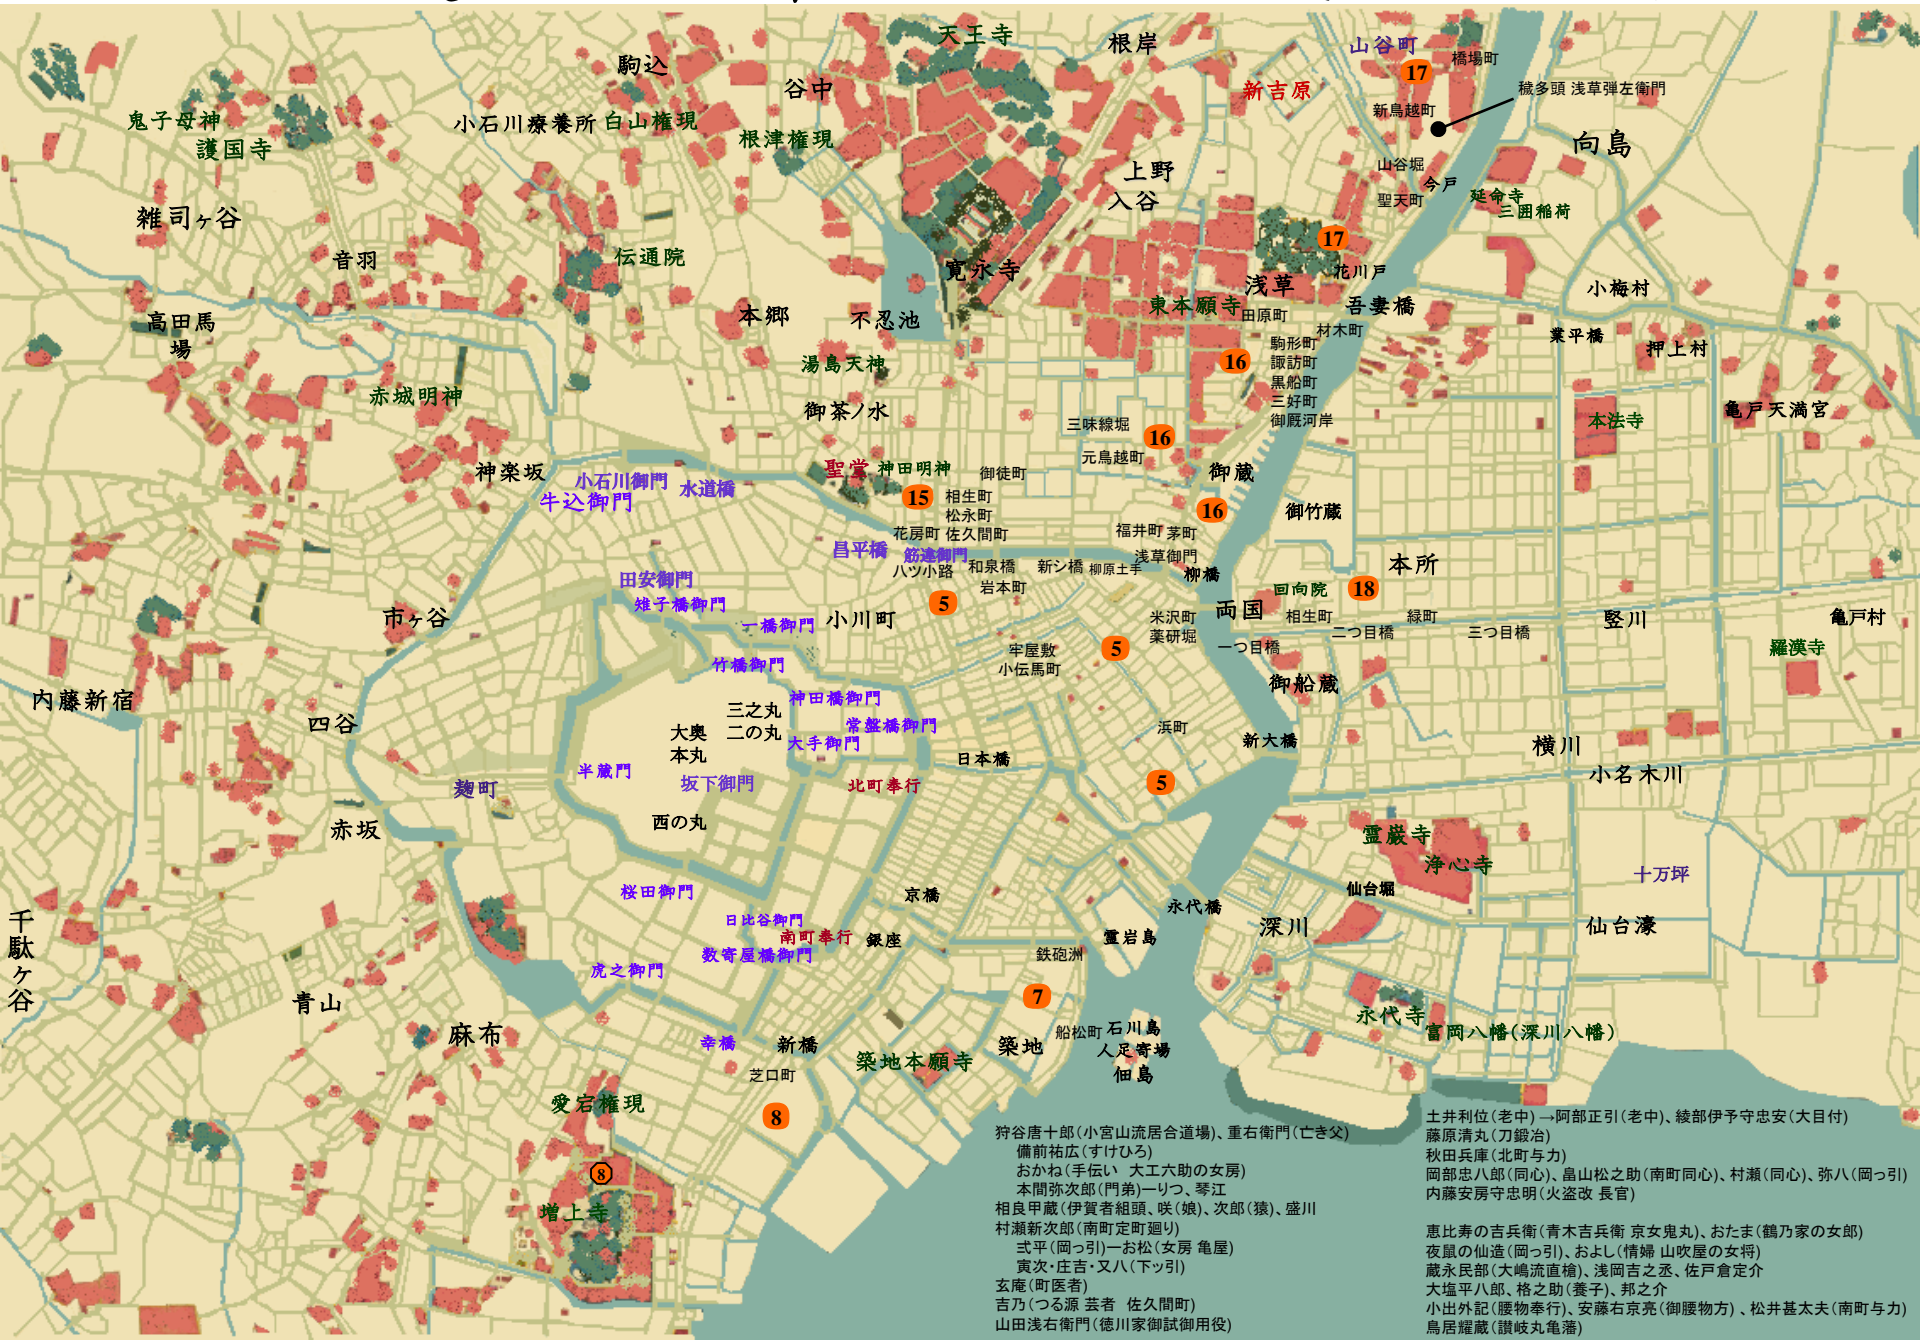 天王寺
根岸
山谷町
橋場町
駒込
谷中
新吉原
17
穢多頭 浅草弾左衛門
鬼子母神
護国寺
小石川療養所
白山権現
根津権現
新鳥越町
向島
上野
入谷
山谷堀
今戸
聖天町
延命寺
三囲稲荷
雑司ヶ谷
音羽
伝通院
寛永寺
17
花川戸
浅草
東本願寺
田原町
吾妻橋
小梅村
高田馬
場
本郷
不忍池
材木町
業平橋
押上村
駒形町
諏訪町
黒船町
三好町
御厩河岸
16
湯島天神
赤城明神
御茶ノ水
三味線堀
16
元鳥越町
本法寺
亀戸天満宮
神楽坂
小石川御門
水道橋
牛込御門
聖堂
神田明神
御徒町
御蔵
15
相生町
松永町
花房町
佐久間町
16
御竹蔵
福井町
茅町
昌平橋
筋違御門
八ツ小路
和泉橋
新シ橋
柳原土手
浅草御門
柳橋
本所
岩本町
田安御門
雉子橋御門
一橋御門
小川町
5
回向院
18
市ヶ谷
米沢町
薬研堀
両国
相生町
二つ目橋
緑町
三つ目橋
竪川
亀戸村
羅漢寺
一つ目橋
竹橋御門
牢屋敷
小伝馬町
5
御船蔵
内藤新宿
四谷
神田橋御門
三之丸
二の丸
大奥
本丸
常盤橋御門
大手御門
浜町
新大橋
横川
日本橋
半蔵門
坂下御門
北町奉行
5
小名木川
麹町
西の丸
赤坂
霊巌寺
浄心寺
十万坪
桜田御門
京橋
仙台堀
永代橋
日比谷御門
南町奉行
銀座
数寄屋橋御門
霊岩島
深川
仙台濠
千
駄
ヶ
谷
虎之御門
鉄砲洲
青山
7
麻布
幸橋
新橋
築地
船松町
石川島
人足寄場
佃島
永代寺
富岡八幡(深川八幡)
築地本願寺
芝口町
愛宕権現
8
8
増上寺
狩谷唐十郎(小宮山流居合道場)、重右衛門(亡き父)
備前祐広(すけひろ)
おかね(手伝い 大工六助の女房)
本間弥次郎(門弟)ーりつ、琴江
相良甲蔵(伊賀者組頭、咲(娘)、次郎(猿)、盛川
村瀬新次郎(南町定町廻り)
弐平(岡っ引)ーお松(女房 亀屋)
寅次・庄吉・又八(下ッ引)
玄庵(町医者)
吉乃(つる源 芸者 佐久間町)
山田浅右衛門(徳川家御試御用役)
土井利位(老中)→阿部正引(老中)、綾部伊予守忠安(大目付)
藤原清丸(刀鍛冶)
秋田兵庫(北町与力)
岡部忠八郎(同心)、畠山松之助(南町同心)、村瀬(同心)、弥八(岡っ引)
内藤安房守忠明(火盗改 長官)
恵比寿の吉兵衛(青木吉兵衛 京女鬼丸)、おたま(鶴乃家の女郎)
夜鼠の仙造(岡っ引)、およし(情婦 山吹屋の女将)
蔵永民部(大嶋流直槍)、浅岡吉之丞、佐戸倉定介
大塩平八郎、格之助(養子)、邦之介
小出外記(腰物奉行)、安藤右京亮(御腰物方)、松井甚太夫(南町与力)
鳥居耀蔵(讃岐丸亀藩)